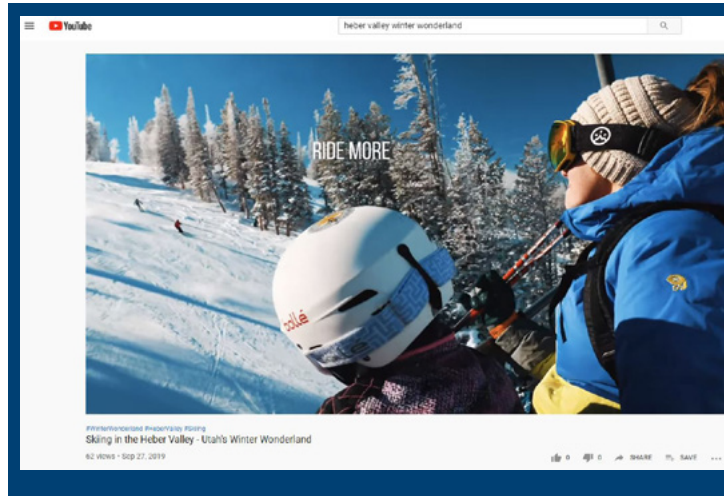 YouTube
heber valley winter wonderland
RIDE MORE
bollé
#WinterWonderland #HeberValley #Skiing
Skiing in the Heber Valley - Utah's Winter Wonderland
62 views • Sep 27, 2019
0
0
SHARE
SAVE